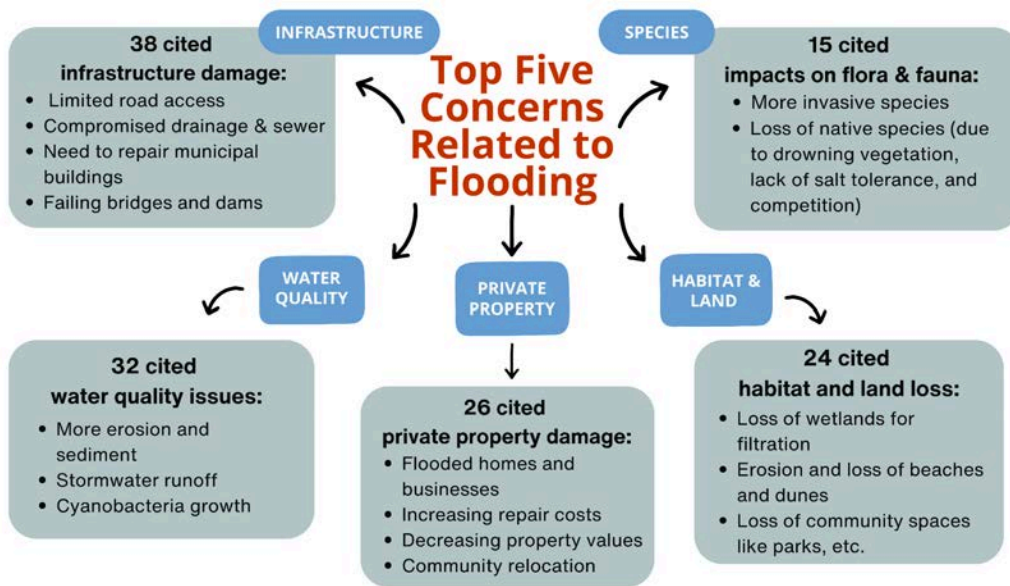 Top Five
Concerns
Related to
Flooding
INFRASTRUCTURE
38 cited
infrastructure damage:
• Limited road access
• Compromised drainage & sewer
• Need to repair municipal
buildings
• Failing bridges and dams
SPECIES
15 cited
impacts on flora & fauna:
• More invasive species
• Loss of native species (due
to drowning vegetation,
lack of salt tolerance, and
competition)
WATER
QUALITY
32 cited
water quality issues:
• More erosion and
sediment
• Stormwater runoff
• Cyanobacteria growth
PRIVATE
PROPERTY
26 cited
private property damage:
• Flooded homes and
businesses
• Increasing repair costs
• Decreasing property values
• Community relocation
HABITAT &
LAND
24 cited
habitat and land loss:
• Loss of wetlands for
filtration
• Erosion and loss of beaches
and dunes
• Loss of community spaces
like parks, etc.